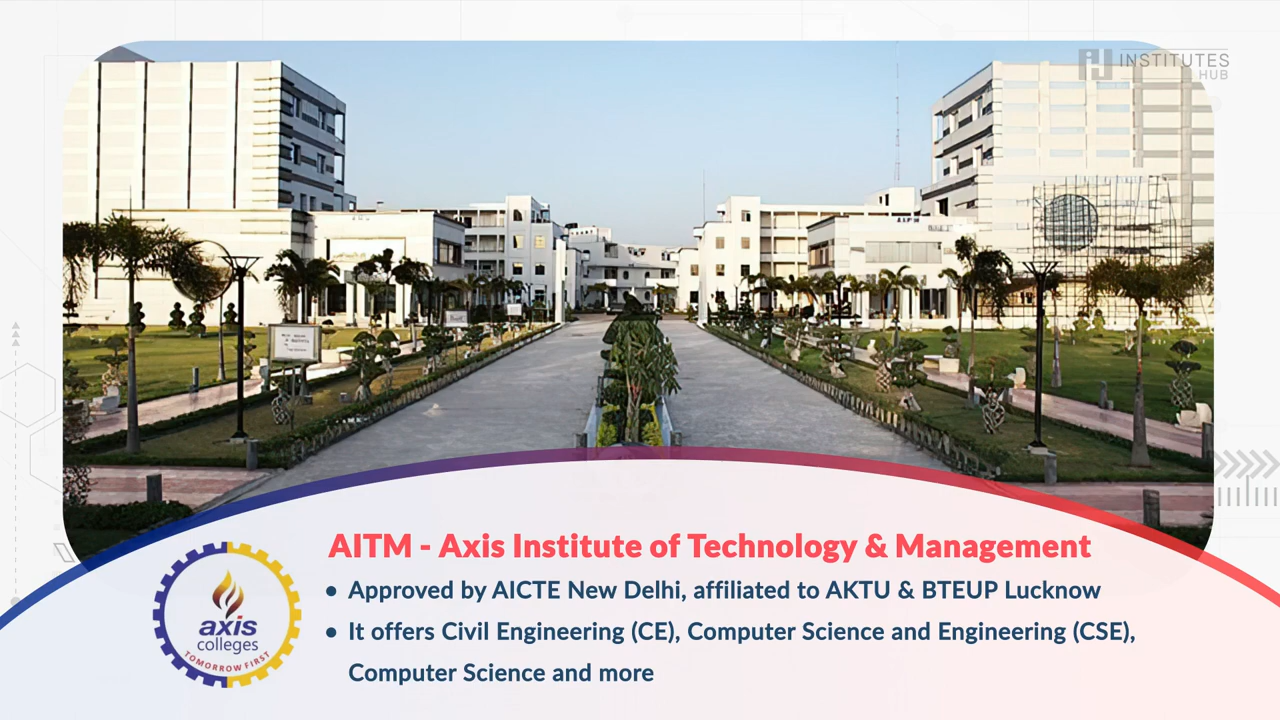 INSTITUTES
HUB
AITM - Axis Institute of Technology & Management
• Approved by AICTE New Delhi, affiliated to AKTU & BTEUP Lucknow
• It offers Civil Engineering (CE), Computer Science and Engineering (CSE),
Computer Science and more
axis
colleges
TOMORROW FIRST